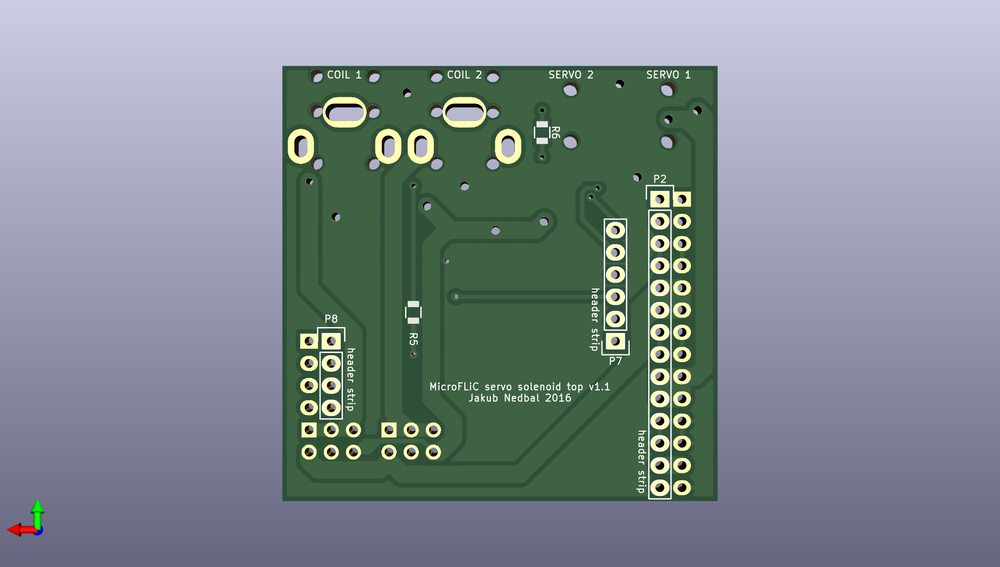 COIL 1
COIL 2
SERVO 2
SERVO 1
R6
P2
header strip
P7
P8
header strip
R5
MicroFLiC servo solenoid top v1.1
Jakub Nedbal 2016
header strip